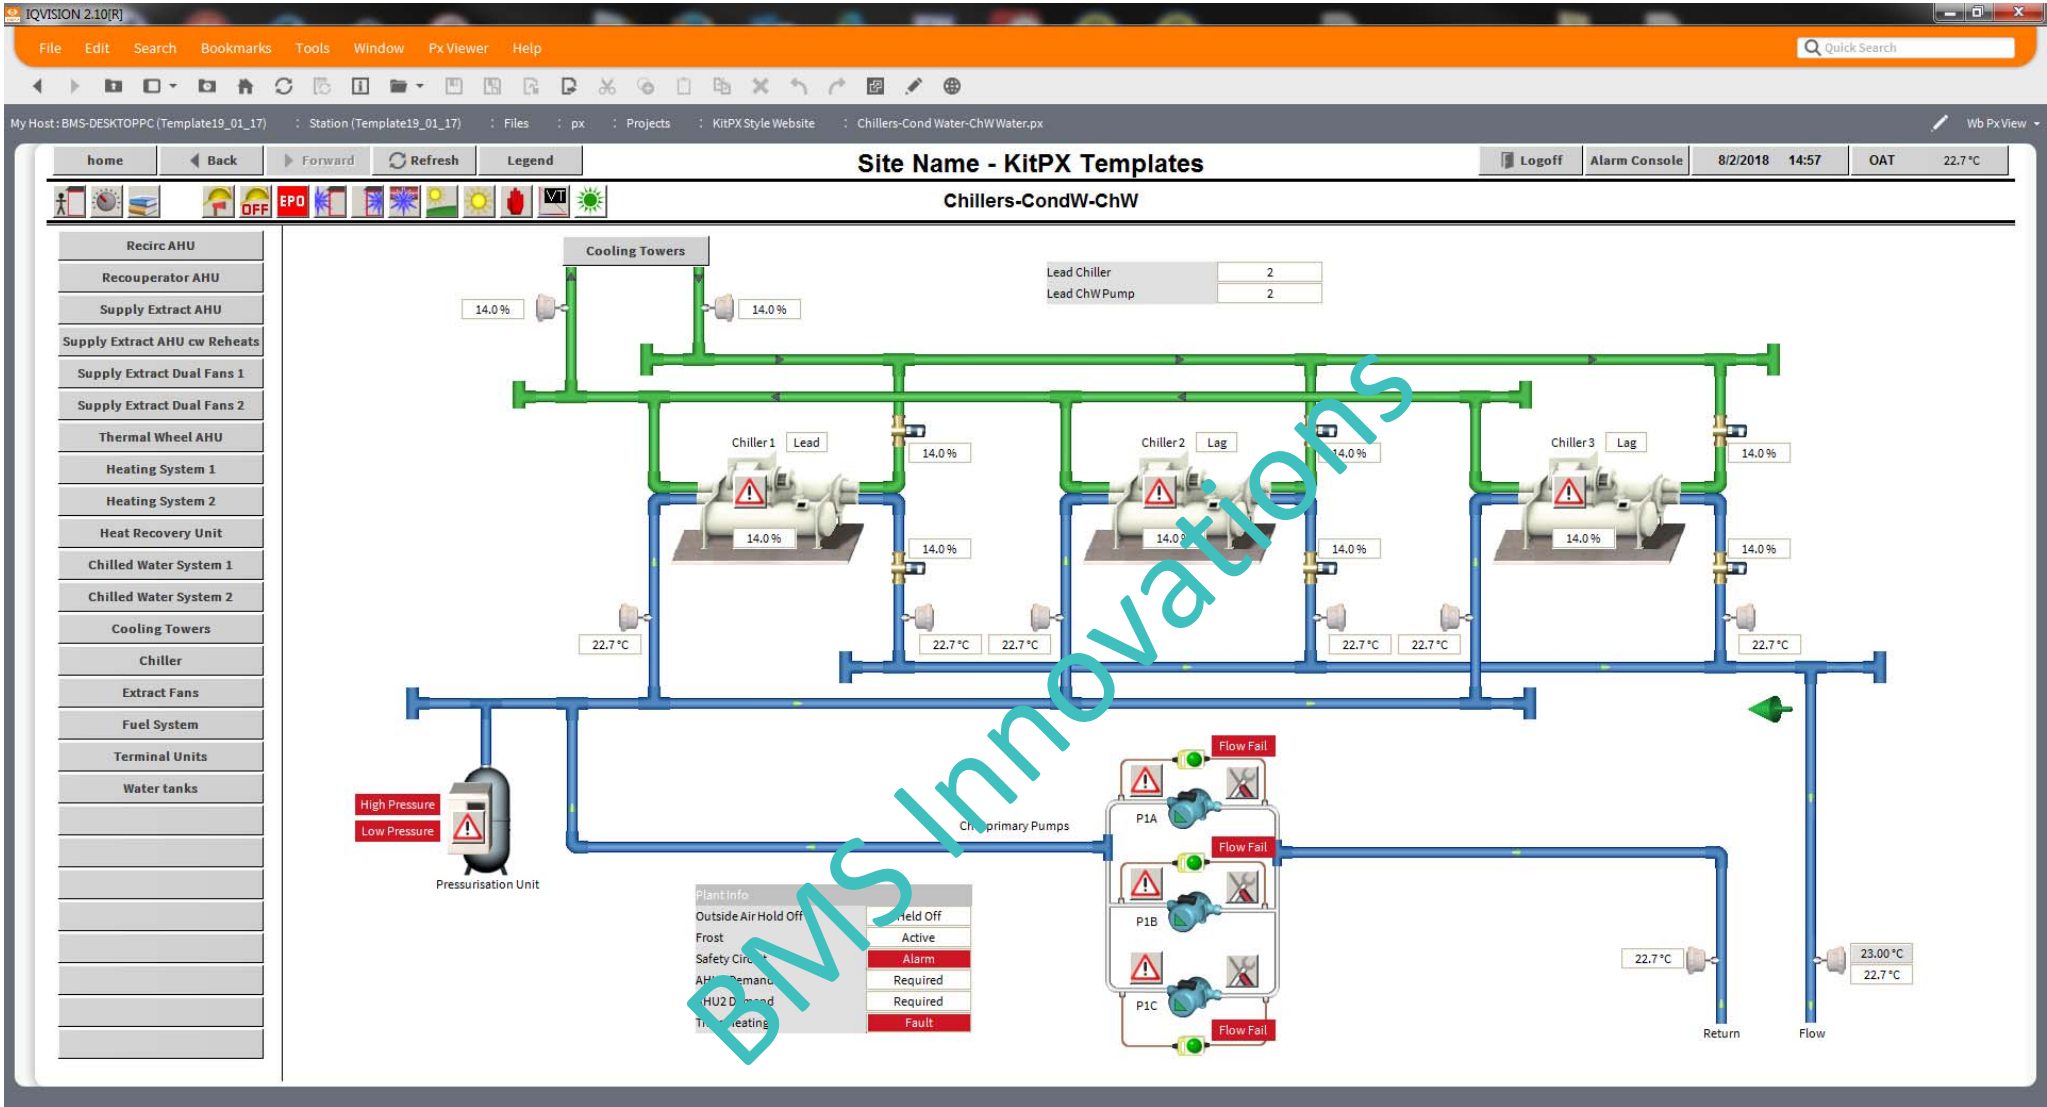 IQVISION 2.10[R]
File Edit Search Bookmarks Tools Window Px Viewer Help
Quick Search
My Host : BMS-DESKTOPPC (Template19_01_17) : Station (Template19_01_17) : Files : px : Projects : KitPX Style Website : Chillers-Cond Water-ChW Water.px
Wb Px View
home Back Forward Refresh Legend
Site Name - KitPX Templates
Logoff Alarm Console 8/2/2018 14:57 OAT 22.7 °C
OFF EPO VT
Chillers-CondW-ChW
Recirc AHU
Recouperator AHU
Supply Extract AHU
Supply Extract AHU cw Reheats
Supply Extract Dual Fans 1
Supply Extract Dual Fans 2
Thermal Wheel AHU
Heating System 1
Heating System 2
Heat Recovery Unit
Chilled Water System 1
Chilled Water System 2
Cooling Towers
Chiller
Extract Fans
Fuel System
Terminal Units
Water tanks
Cooling Towers
Lead Chiller 2
Lead ChW Pump 2
14.0 % 14.0 %
Chiller 1 Lead
14.0 %
Chiller 2 Lag
14.0 %
Chiller 3 Lag
14.0 %
14.0 % 14.0 % 14.0 %
14.0 % 14.0 % 14.0 %
22.7 °C 22.7 °C 22.7 °C 22.7 °C 22.7 °C 22.7 °C
High Pressure
Low Pressure
Pressurisation Unit
primary Pumps
Flow Fail
P1A
Flow Fail
P1B
P1C
Flow Fail
Plant Info
Outside Air Hold Off Held Off
Frost Active
Safety Alarm
Required
Required
Fault
22.7 °C
23.00 °C
22.7 °C
Return Flow
BMS Innovations